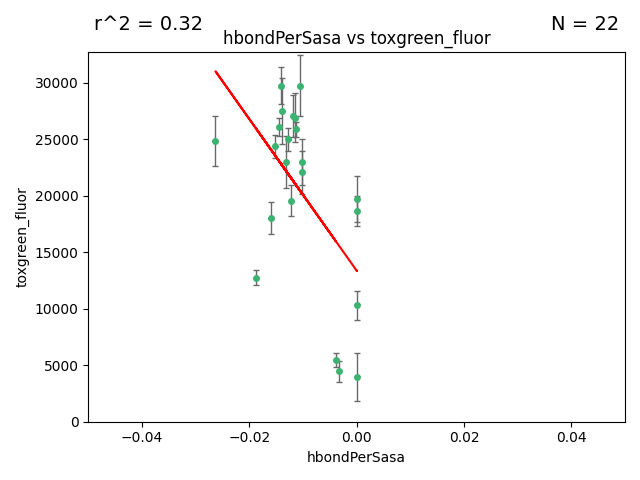 r^2 = 0.32
N = 22
hbondPerSasa vs toxgreen_fluor
toxgreen_fluor
30000
25000
20000
15000
10000
5000
0
−0.04
−0.02
0.00
0.02
0.04
hbondPerSasa